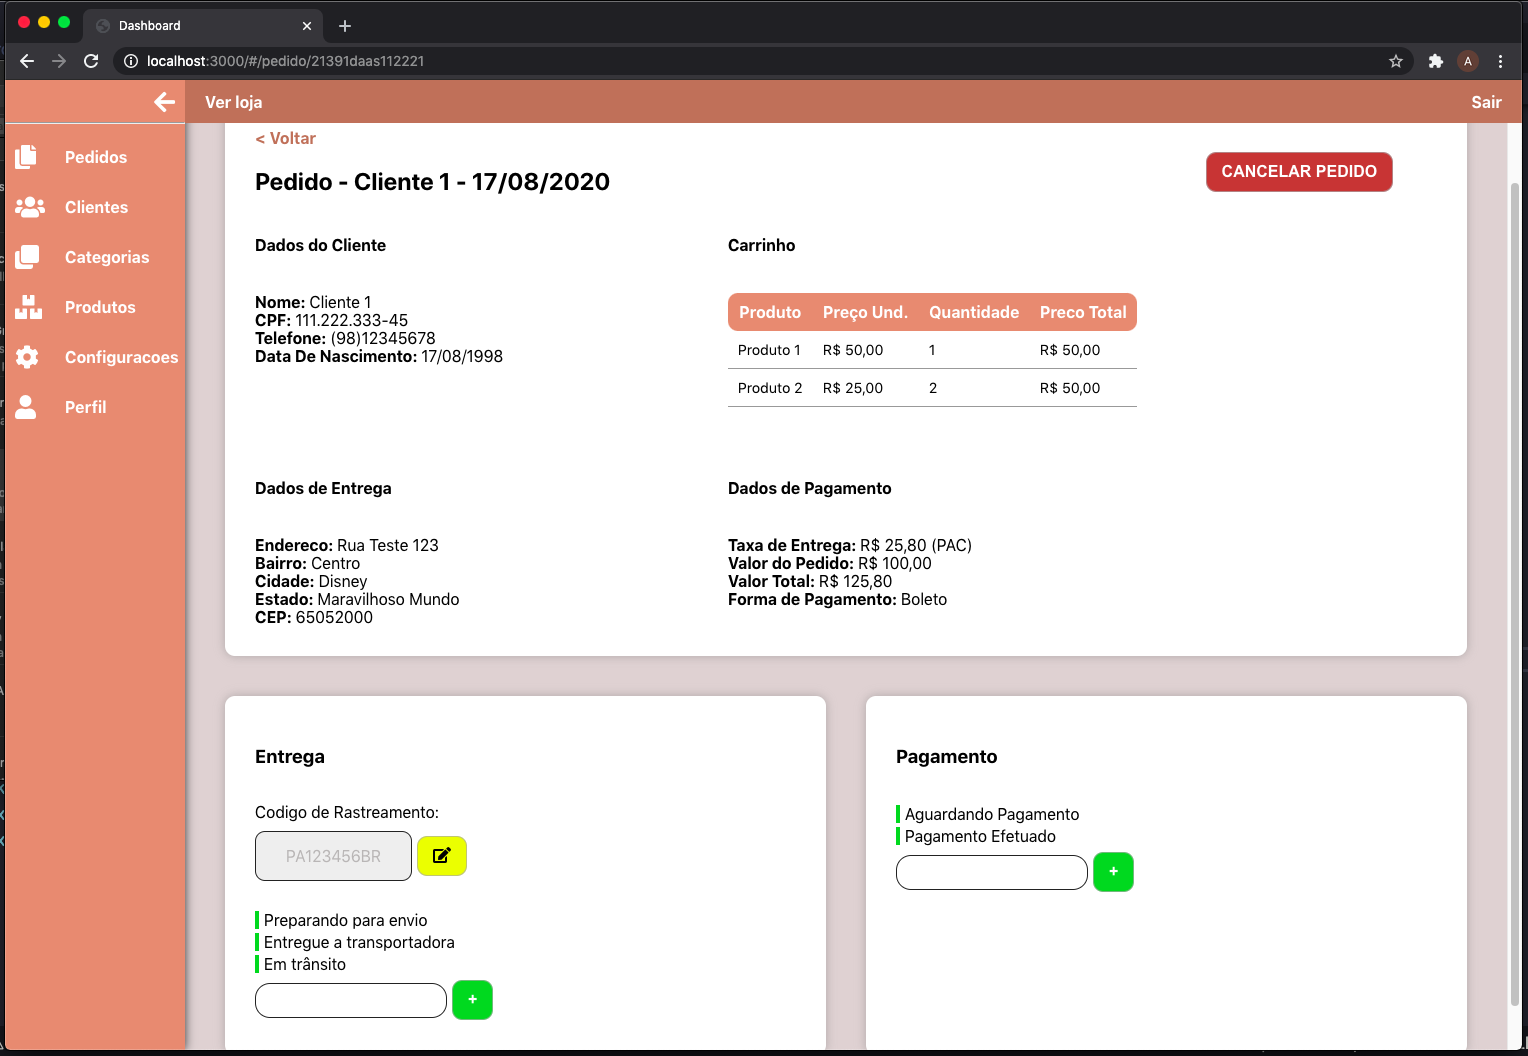 Dashboard
localhost:3000/#/pedido/21391daas112221
A
Ver loja
Sair
Pedidos
Clientes
Categorias
Produtos
Configuracoes
Perfil
< Voltar
Pedido - Cliente 1 - 17/08/2020
CANCELAR PEDIDO
Dados do Cliente
Nome: Cliente 1
CPF: 111.222.333-45
Telefone: (98)12345678
Data De Nascimento: 17/08/1998
Carrinho
Produto Preço Und. Quantidade Preco Total
Produto 1 R$ 50,00 1 R$ 50,00
Produto 2 R$ 25,00 2 R$ 50,00
Dados de Entrega
Endereco: Rua Teste 123
Bairro: Centro
Cidade: Disney
Estado: Maravilhoso Mundo
CEP: 65052000
Dados de Pagamento
Taxa de Entrega: R$ 25,80 (PAC)
Valor do Pedido: R$ 100,00
Valor Total: R$ 125,80
Forma de Pagamento: Boleto
Entrega
Codigo de Rastreamento:
PA123456BR
Preparando para envio
Entregue a transportadora
Em trânsito
+
Pagamento
Aguardando Pagamento
Pagamento Efetuado
+